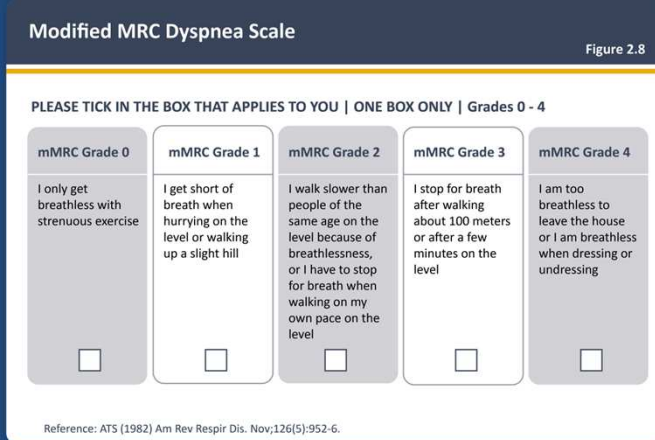 Modified MRC Dyspnea Scale
Figure 2.8
PLEASE TICK IN THE BOX THAT APPLIES TO YOU | ONE BOX ONLY | Grades 0 - 4
mMRC Grade 0
I only get
breathless with
strenuous exercise
mMRC Grade 1
I get short of
breath when
hurrying on the
level or walking
up a slight hill
mMRC Grade 2
I walk slower than
people of the
same age on the
level because of
breathlessness,
or I have to stop
for breath when
walking on my
own pace on the
level
mMRC Grade 3
I stop for breath
after walking
about 100 meters
or after a few
minutes on the
level
mMRC Grade 4
I am too
breathless to
leave the house
or I am breathless
when dressing or
undressing
Reference: ATS (1982) Am Rev Respir Dis. Nov;126(5):952-6.